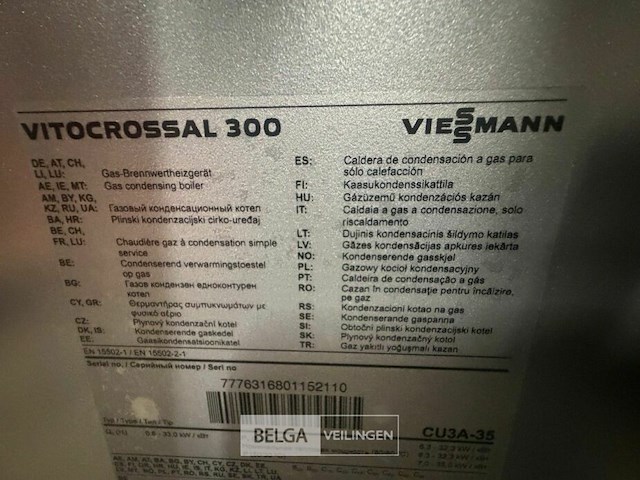 VITOCROSSAL 300
VIESSMANN
DE, AT, CH,
LI, LU: Gas-Brennwertheizgerät
AE, IE, MT: Gas condensing boiler
AM, BY, KG,
KZ, RU, UA: Газовый конденсационный котел
BA, HR: Plinski kondenzacijski cirko-uređaj
BE, CH,
FR, LU: Chaudière gaz à condensation simple
service
BE: Condenserend verwarmingstoestel
op gas
BG: Газов кондензен едноконтурен
котел
CY, GR: Θερμαντήρας συμπυκνωμάτων με
φυσικό αέριο
CZ: Plynový kondenzační kotel
DK, IS: Kondenserende gaskedel
EE: Gaasikondensatsioonikatel
ES: Caldera de condensación a gas para
sólo calefacción
FI: Kaasukondenssikattila
HU: Gázüzemű kondenzációs kazán
IT: Caldaia a gas a condensazione, solo
riscaldamento
LT: Dujinis kondensacinis šildymo katilas
LV: Gāzes kondensācijas apkures iekārta
NO: Kondenserende gasskjel
PL: Gazowy kocioł kondensacyjny
PT: Caldeira de condensação a gás
RO: Cazan în condensație pentru încălzire,
pe gaz
RS: Kondenzacioni kotao na gas
SE: Kondenserande gaspanna
SI: Obtočni plinski kondenzacijski kotel
SK: Plynový kondenzačný kotol
TR: Gaz yakıtlı yoğuşmalı kazan
EN 15502-1 / EN 15502-2-1
Serial no. / Серийный номер / Seri no
7776316801152110
CU3A-35
BELGA VEILINGEN